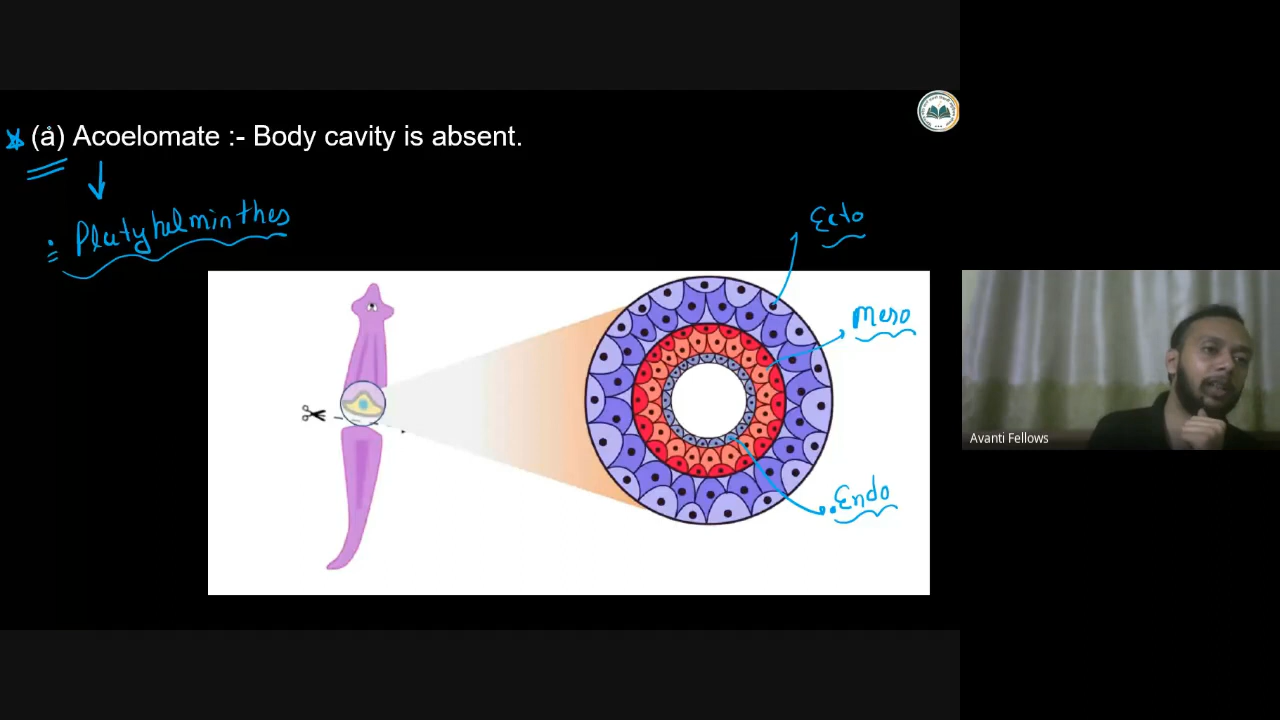 (a) Acoelomate :- Body cavity is absent.
Platyhelminthes
Ecto
Meso
Endo
Avanti Fellows